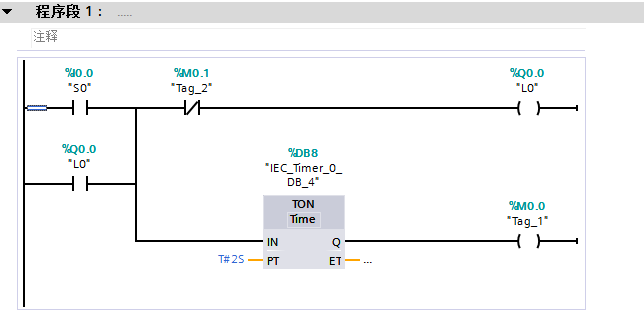 程序段 1： .....
注释
%I0.0
"S0"
%M0.1
"Tag_2"
%Q0.0
"L0"
%Q0.0
"L0"
%DB8
"IEC_Timer_0_
DB_4"
TON
Time
%M0.0
"Tag_1"
IN
Q
T#2S
PT
ET
...